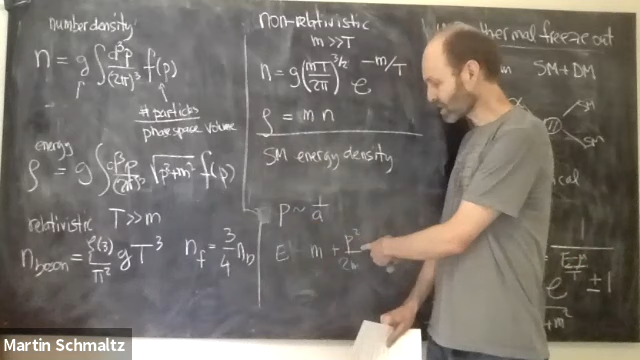 number density
n = g ∫ d³p/(2π)³ f(p)
# particles
phase space volume
energy
ρ = g ∫ d³p/(2π)³ √(p²+m²) f(p)
relativistic T >> m
n_boson = ζ(3)/π² g T³ n_f = 3/4 n_b
non-relativistic
m >> T
n = g (mT/2π)^(3/2) e^(-m/T)
ρ = m n
SM energy density
p ~ 1/a
m + p²/2m
thermal freeze out
SM + DM
SM
SM
1
± 1
Martin Schmaltz